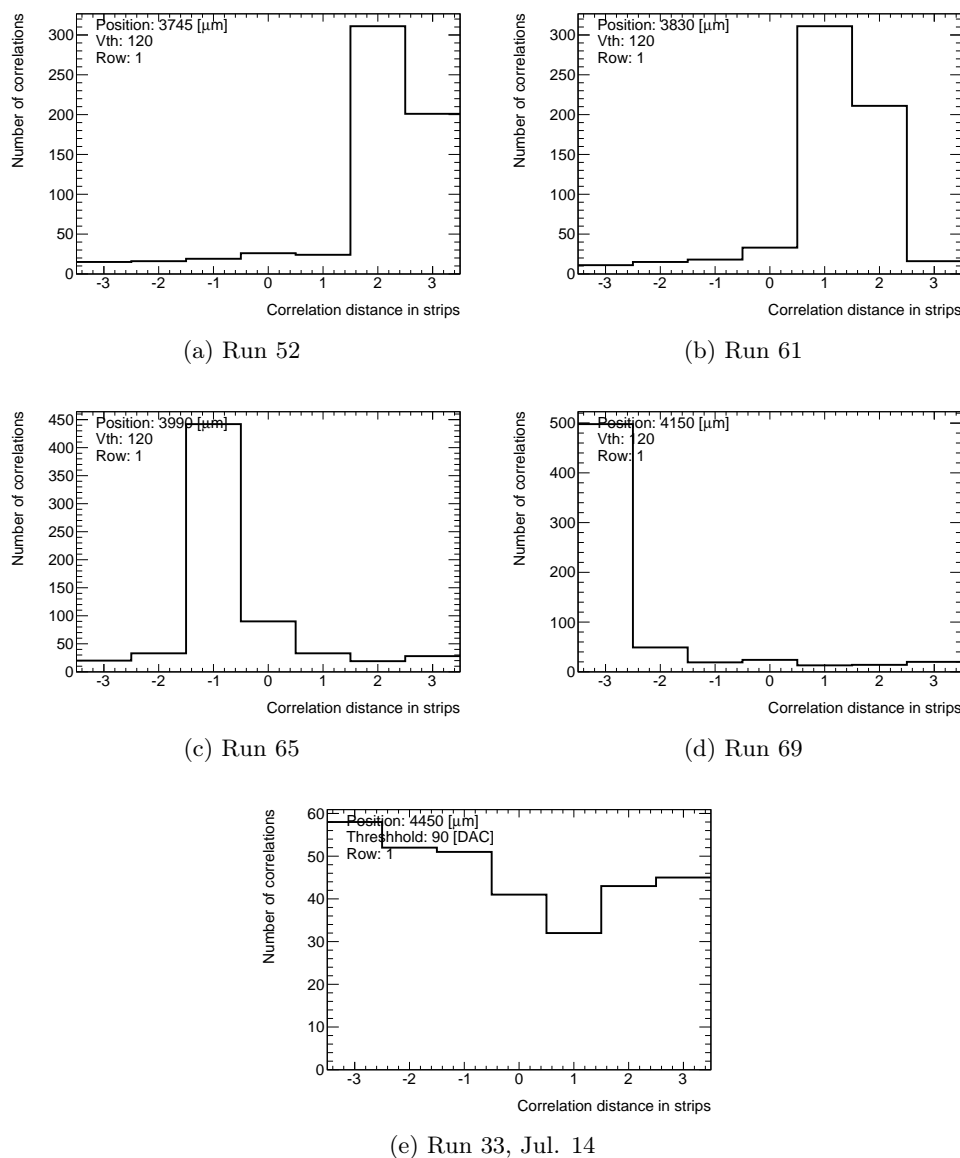 Position: 3745 [μm]
Vth: 120
Row: 1
Number of correlations
300
250
200
150
100
50
0
-3 -2 -1 0 1 2 3
Correlation distance in strips
(a) Run 52
Position: 3830 [μm]
Vth: 120
Row: 1
Number of correlations
300
250
200
150
100
50
0
-3 -2 -1 0 1 2 3
Correlation distance in strips
(b) Run 61
Position: 3990 [μm]
Vth: 120
Row: 1
Number of correlations
450
400
350
300
250
200
150
100
50
0
-3 -2 -1 0 1 2 3
Correlation distance in strips
(c) Run 65
Position: 4150 [μm]
Vth: 120
Row: 1
Number of correlations
500
400
300
200
100
0
-3 -2 -1 0 1 2 3
Correlation distance in strips
(d) Run 69
Position: 4450 [μm]
Threshhold: 90 [DAC]
Row: 1
Number of correlations
60
50
40
30
20
10
0
-3 -2 -1 0 1 2 3
Correlation distance in strips
(e) Run 33, Jul. 14